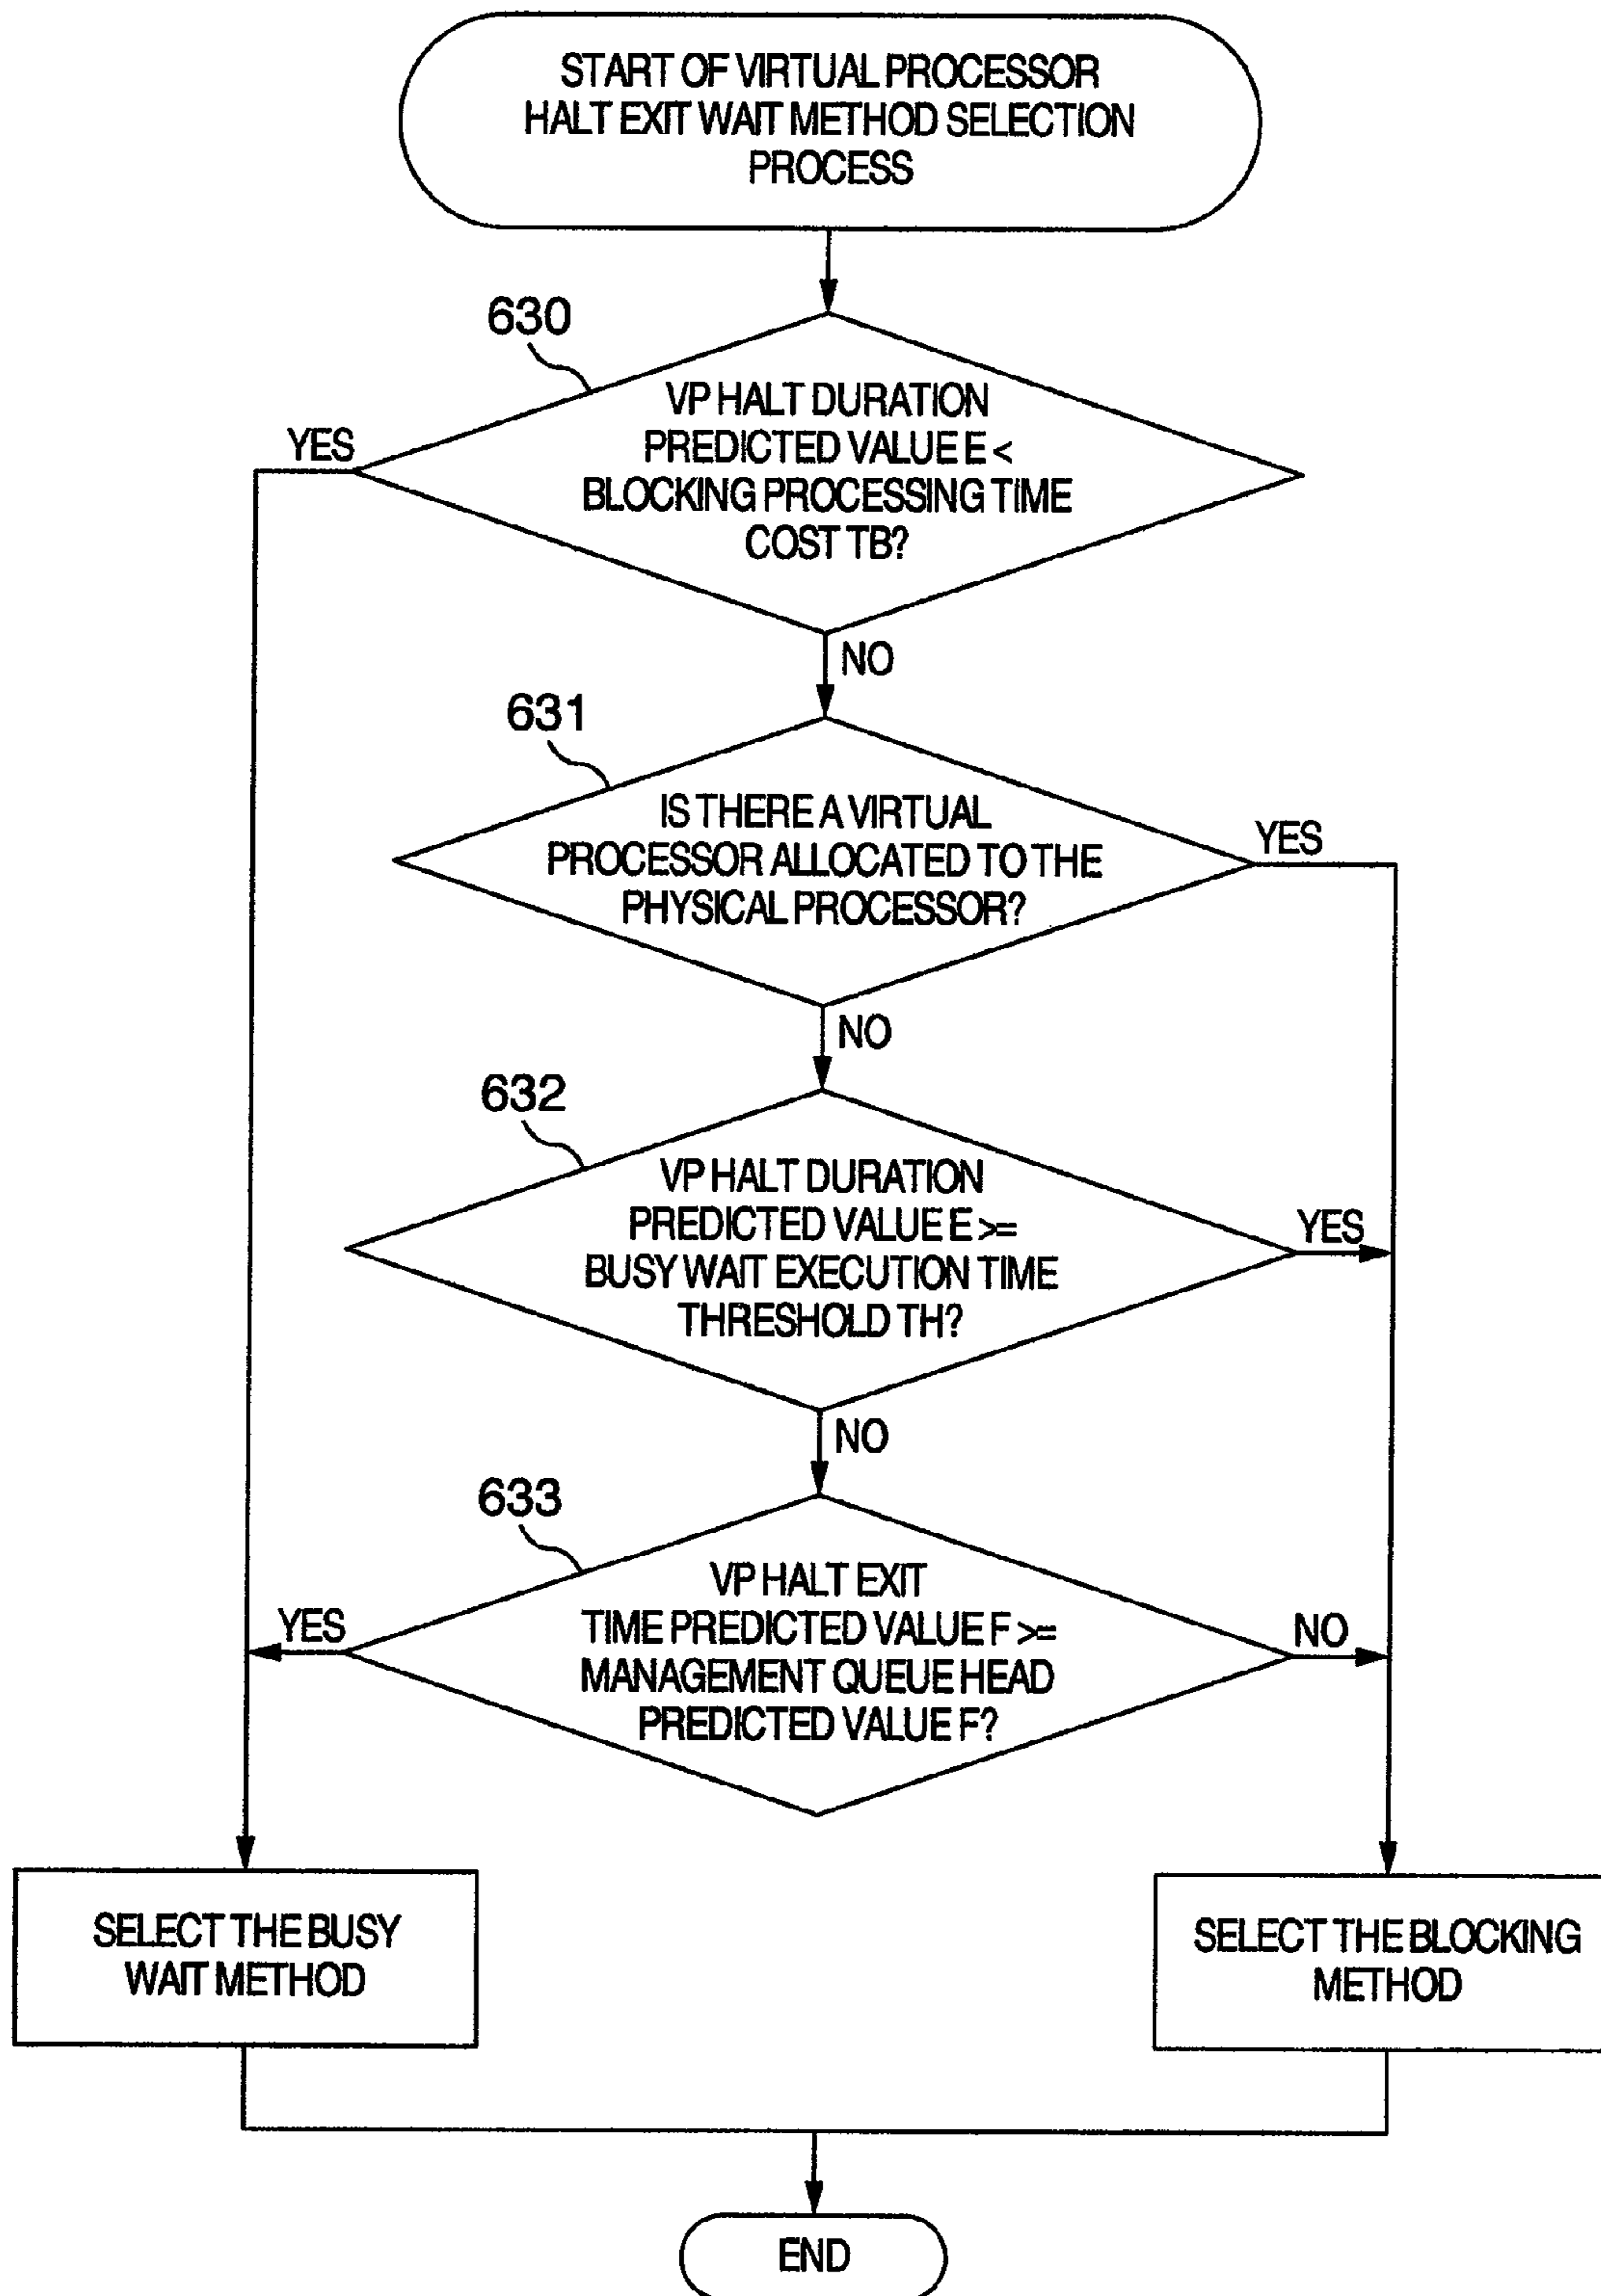 START OF VIRTUAL PROCESSOR
HALT EXIT WAIT METHOD SELECTION
PROCESS
630
VP HALT DURATION
PREDICTED VALUE E <
BLOCKING PROCESSING TIME
COST TB?
YES
NO
631
IS THERE A VIRTUAL
PROCESSOR ALLOCATED TO THE
PHYSICAL PROCESSOR?
YES
NO
632
VP HALT DURATION
PREDICTED VALUE E >=
BUSY WAIT EXECUTION TIME
THRESHOLD TH?
YES
NO
633
VP HALT EXIT
TIME PREDICTED VALUE F >=
MANAGEMENT QUEUE HEAD
PREDICTED VALUE F?
YES
NO
SELECT THE BUSY
WAIT METHOD
SELECT THE BLOCKING
METHOD
END